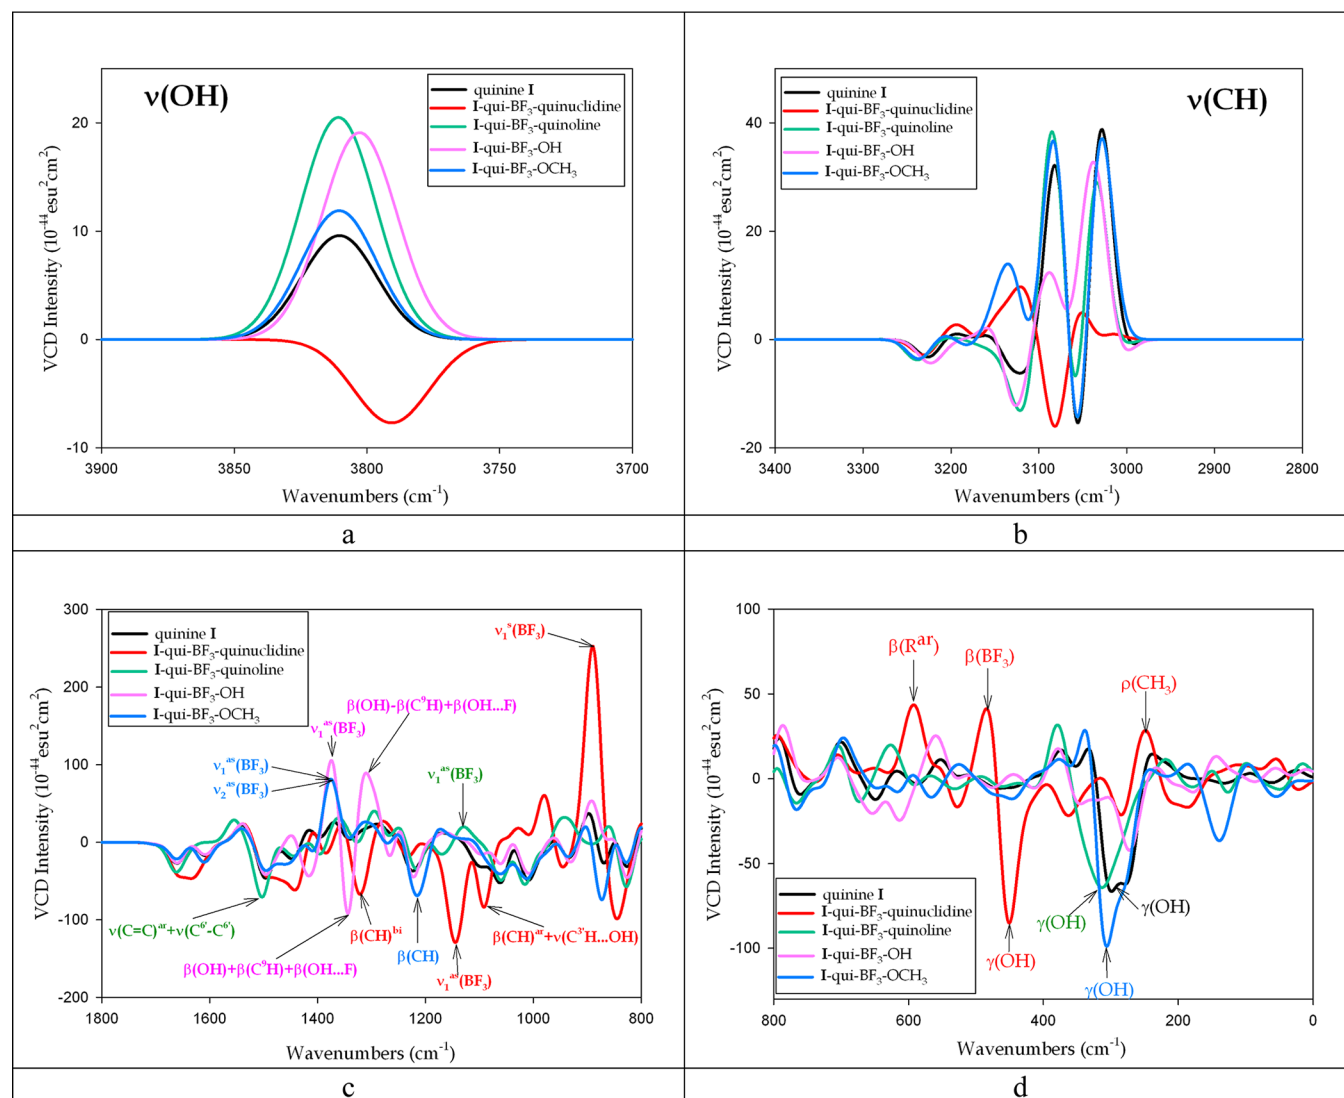 ν(OH)
quinine I
I-qui-BF₃-quinuclidine
I-qui-BF₃-quinoline
I-qui-BF₃-OH
I-qui-BF₃-OCH₃
VCD Intensity (10⁻⁴⁴esu²cm²)
20
10
0
-10
3900
3850
3800
3750
3700
Wavenumbers (cm⁻¹)
a
ν(CH)
quinine I
I-qui-BF₃-quinuclidine
I-qui-BF₃-quinoline
I-qui-BF₃-OH
I-qui-BF₃-OCH₃
VCD Intensity (10⁻⁴⁴esu²cm²)
40
20
0
-20
3400
3300
3200
3100
3000
2900
2800
Wavenumbers (cm⁻¹)
b
quinine I
I-qui-BF₃-quinuclidine
I-qui-BF₃-quinoline
I-qui-BF₃-OH
I-qui-BF₃-OCH₃
ν₁ˢ(BF₃)
β(OH)-β(C⁹H)+β(OH...F)
ν₁ᵃˢ(BF₃)
ν₁ᵃˢ(BF₃)
ν₂ᵃˢ(BF₃)
ν₁ᵃˢ(BF₃)
ν(C=C)ᵃʳ+ν(C⁶'-C⁶')
β(OH)+β(C⁹H)+β(OH...F)
β(CH)ᵇⁱ
β(CH)
ν₁ᵃˢ(BF₃)
β(CH)ᵃʳ+ν(C³'H...OH)
VCD Intensity (10⁻⁴⁴esu²cm²)
300
200
100
0
-100
-200
1800
1600
1400
1200
1000
800
Wavenumbers (cm⁻¹)
c
β(Rᵃʳ)
β(BF₃)
ρ(CH₃)
γ(OH)
γ(OH)
γ(OH)
γ(OH)
quinine I
I-qui-BF₃-quinuclidine
I-qui-BF₃-quinoline
I-qui-BF₃-OH
I-qui-BF₃-OCH₃
VCD Intensity (10⁻⁴⁴esu²cm²)
100
50
0
-50
-100
800
600
400
200
0
Wavenumbers (cm⁻¹)
d